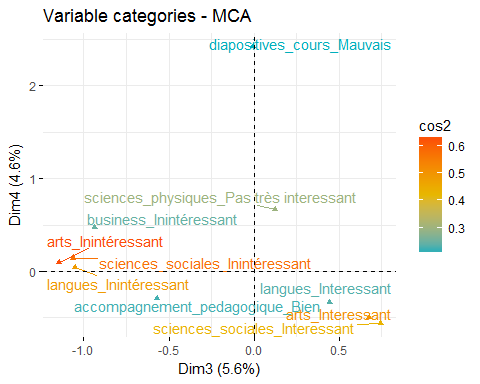 Variable categories - MCA
diapositives_cours_Mauvais
sciences_physiques_Pas très interessant
business_Inintéressant
arts_Inintéressant
sciences_sociales_Inintéressant
langues_Inintéressant
langues_Interessant
accompagnement_pedagogique_Bien
arts_Interessant
sciences_sociales_Interessant
2
1
0
Dim4 (4.6%)
-1.0
-0.5
0.0
0.5
Dim3 (5.6%)
cos2
0.6
0.5
0.4
0.3